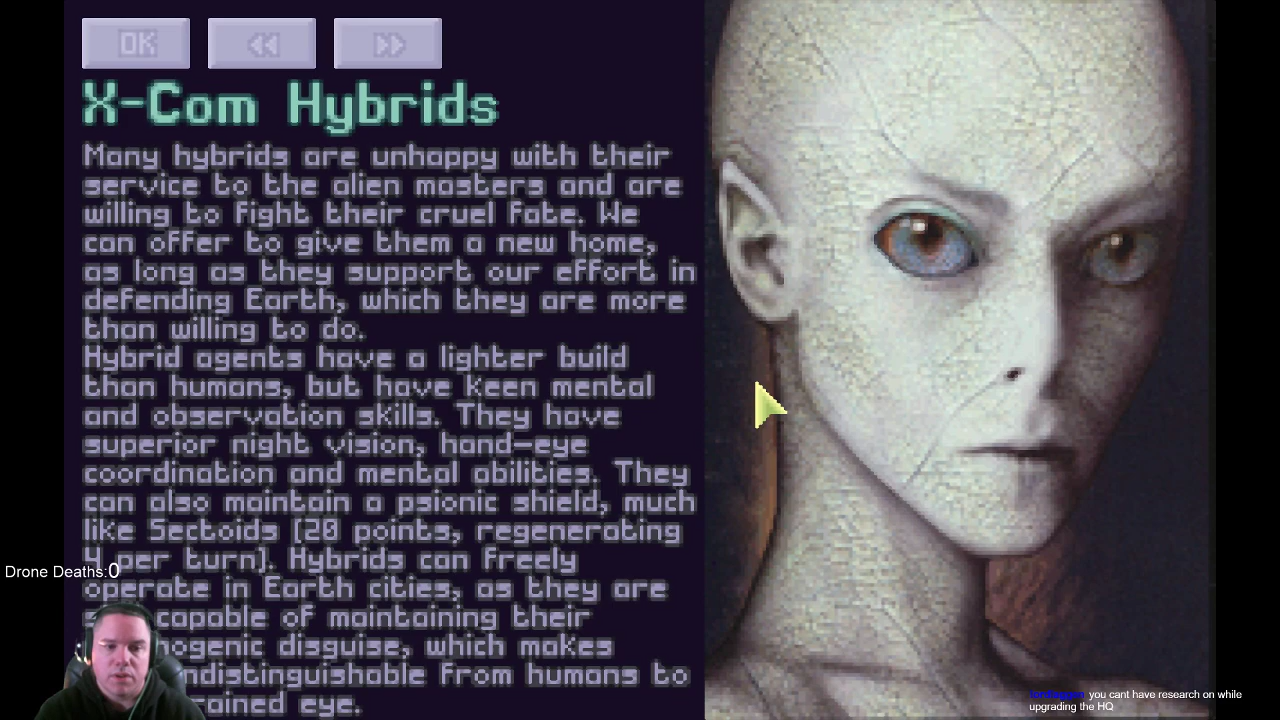 OK
X-Com Hybrids
Many hybrids are unhappy with their
service to the alien masters and are
willing to fight their cruel fate. We
can offer to give them a new home,
as long as they support our effort in
defending Earth, which they are more
than willing to do.
Hybrid agents have a lighter build
than humans, but have keen mental
and observation skills. They have
superior night vision, hand-eye
coordination and mental abilities. They
can also maintain a psionic shield, much
like Sectoids [20 points, regenerating
4 per turn]. Hybrids can freely
Drone Deaths:0
operate in Earth cities, as they are
capable of maintaining their
disguise, which makes
from humans to
eye.
you cant have research on while
upgrading the HQ